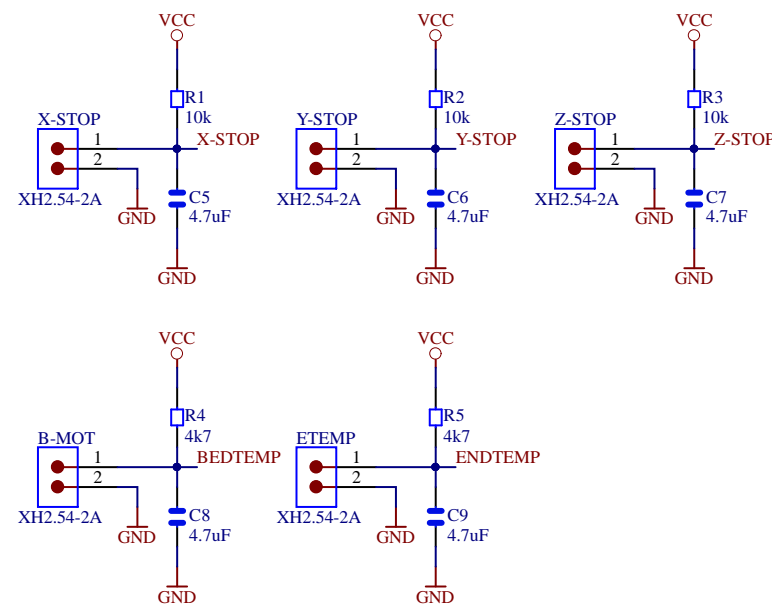 VCC
R1
10k
X-STOP
1
2
X-STOP
XH2.54-2A
GND
C5
4.7uF
GND
VCC
R2
10k
Y-STOP
1
2
Y-STOP
XH2.54-2A
GND
C6
4.7uF
GND
VCC
R3
10k
Z-STOP
1
2
Z-STOP
XH2.54-2A
GND
C7
4.7uF
GND
VCC
R4
4k7
B-MOT
1
2
BEDTEMP
XH2.54-2A
GND
C8
4.7uF
GND
VCC
R5
4k7
ETEMP
1
2
ENDTEMP
XH2.54-2A
GND
C9
4.7uF
GND